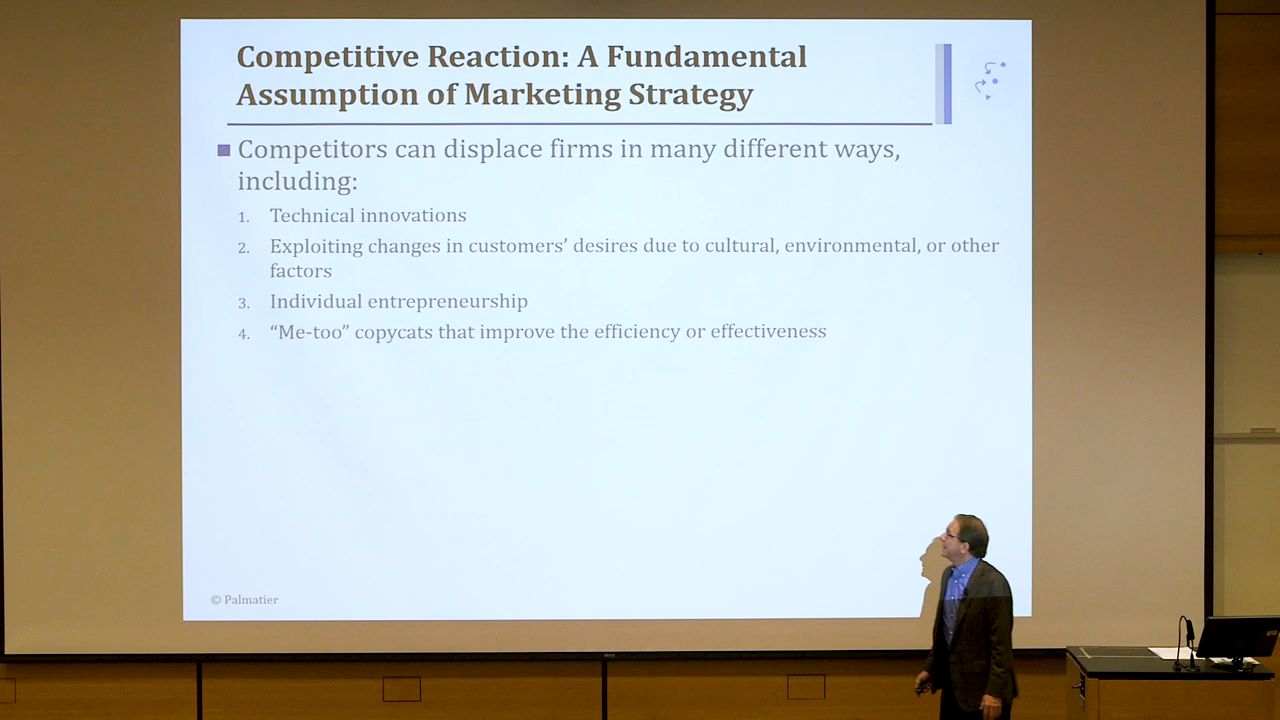 Competitive Reaction: A Fundamental
Assumption of Marketing Strategy
Competitors can displace firms in many different ways,
including:
1. Technical innovations
2. Exploiting changes in customers’ desires due to cultural, environmental, or other
factors
3. Individual entrepreneurship
4. “Me-too” copycats that improve the efficiency or effectiveness
© Palmatier